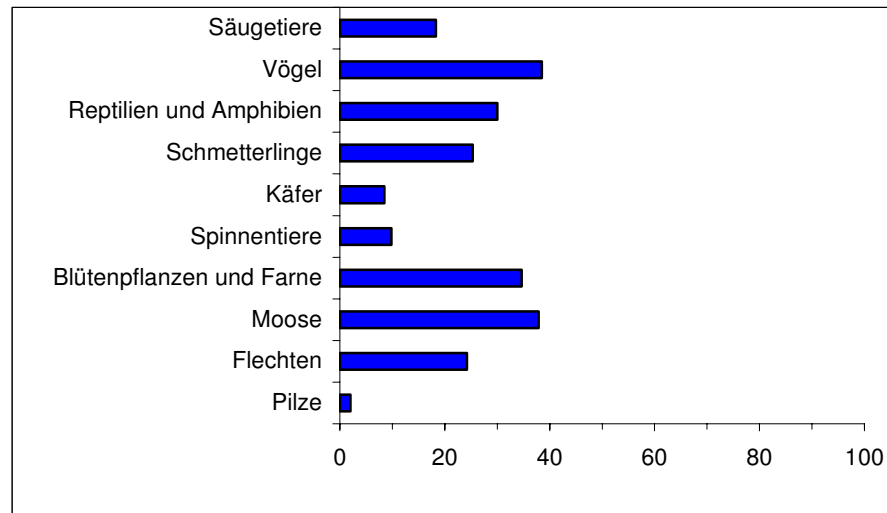 Säugetiere
Vögel
Reptilien und Amphibien
Schmetterlinge
Käfer
Spinnentiere
Blütenpflanzen und Farne
Moose
Flechten
Pilze
0 20 40 60 80 100